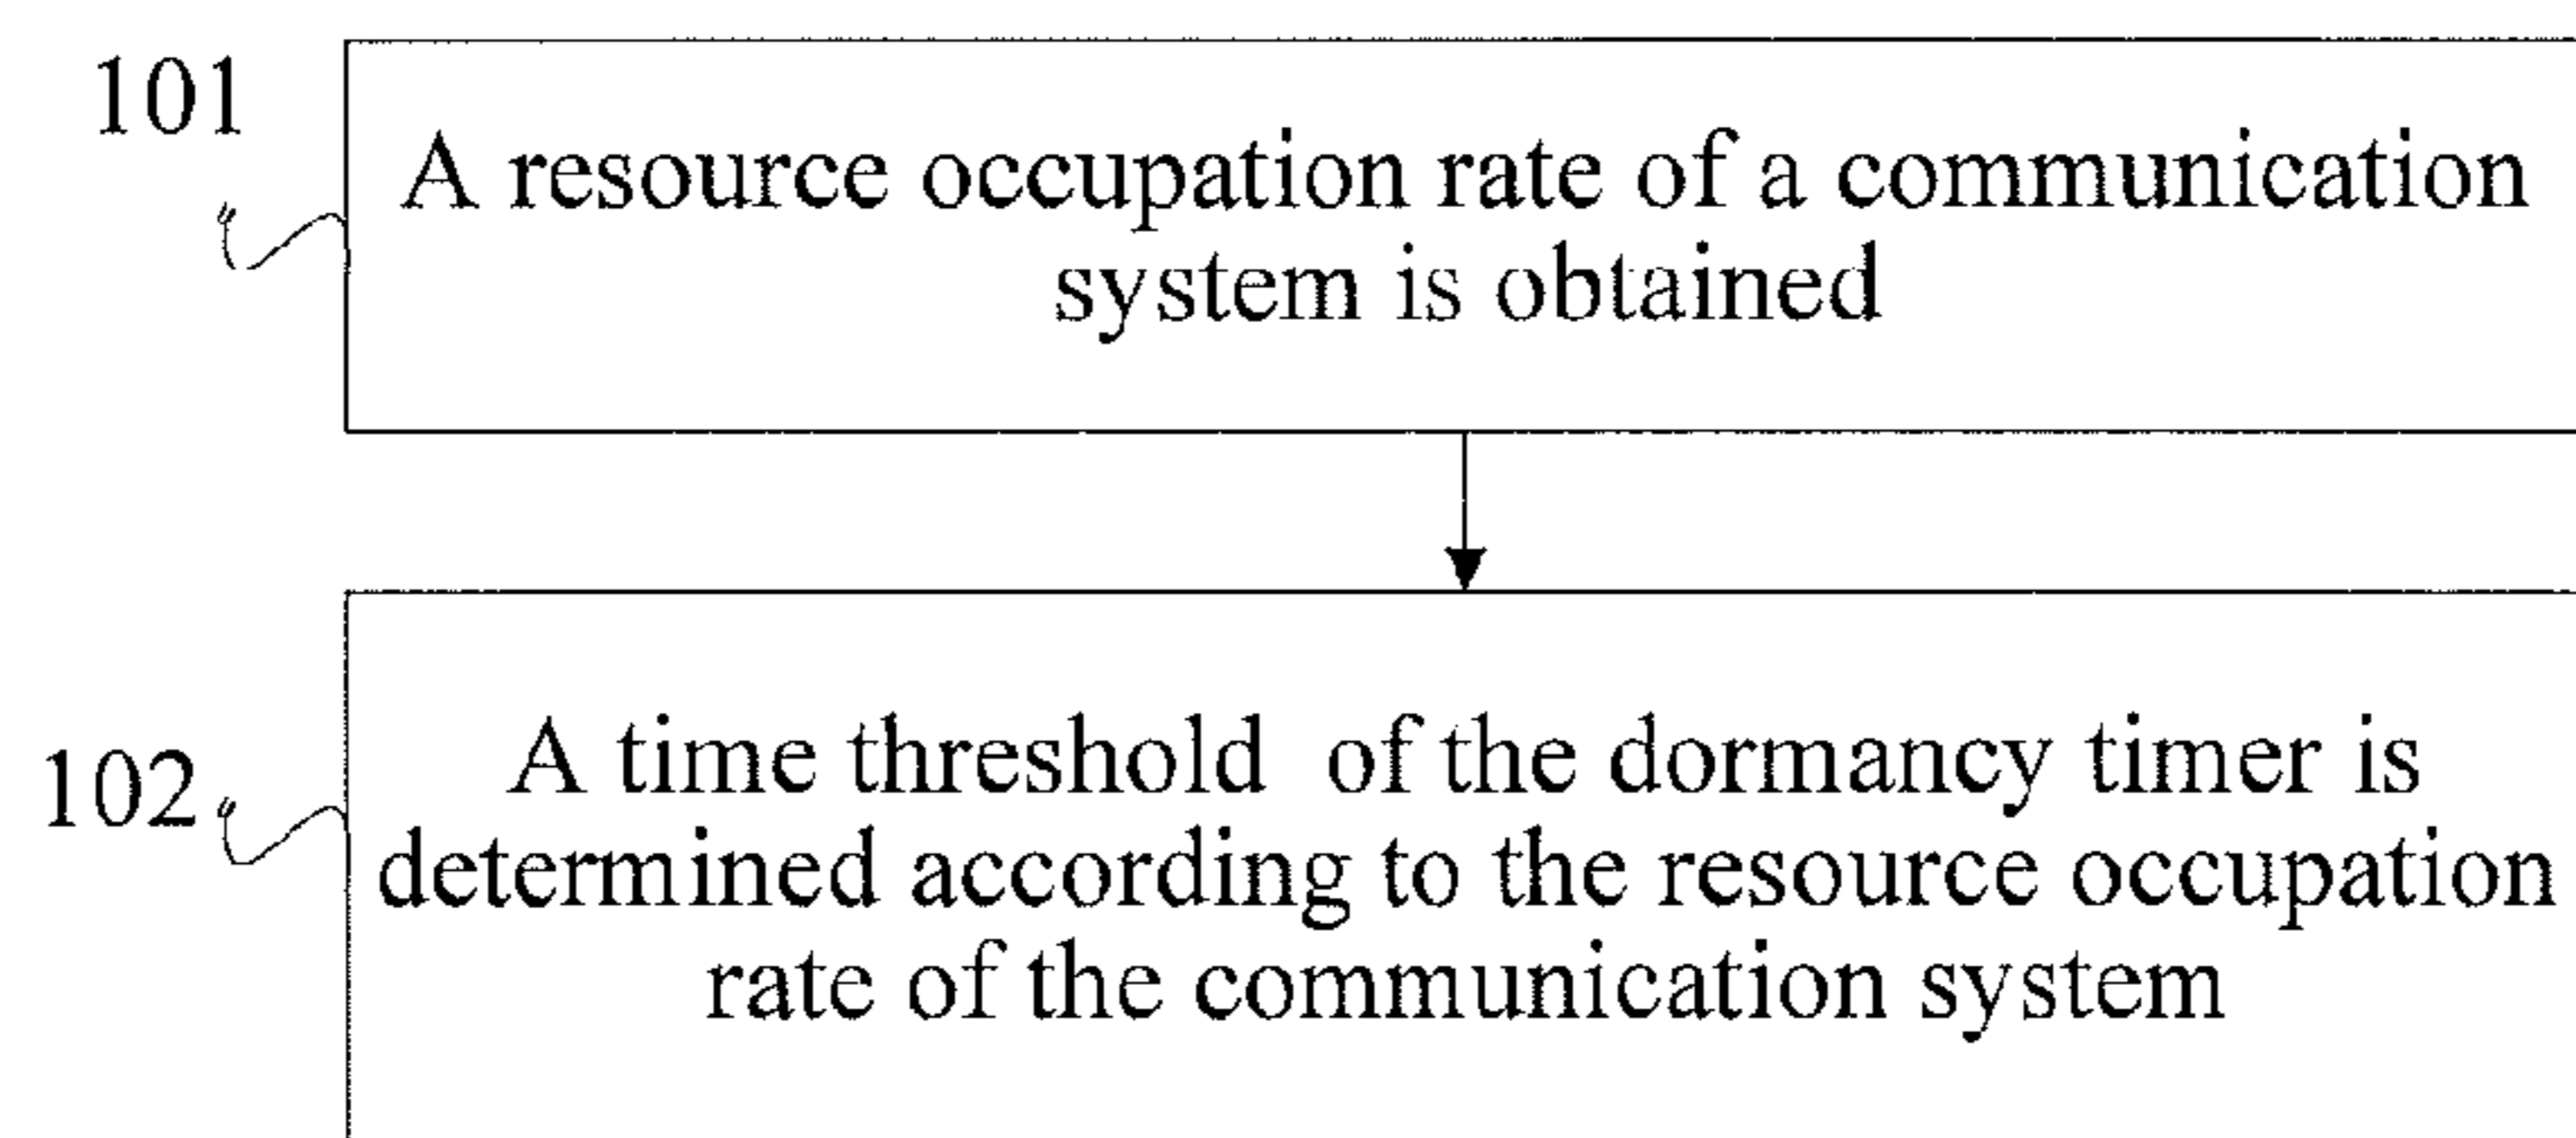 101
A resource occupation rate of a communication
system is obtained
102
A time threshold of the dormancy timer is
determined according to the resource occupation
rate of the communication system